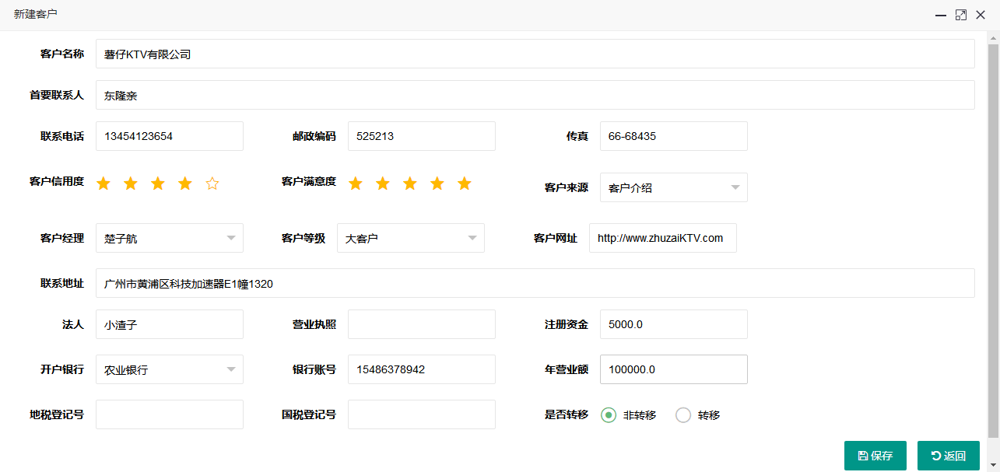 新建客户
客户名称 薯仔KTV有限公司
首要联系人 东隆亲
联系电话 13454123654 邮政编码 525213 传真 66-68435
客户信用度 客户满意度 客户来源 客户介绍
客户经理 楚子航 客户等级 大客户 客户网址 http://www.zhuzaiKTV.com
联系地址 广州市黄浦区科技加速器E1幢1320
法人 小渣子 营业执照 注册资金 5000.0
开户银行 农业银行 银行账号 15486378942 年营业额 100000.0
地税登记号 国税登记号 是否转移 非转移 转移
保存 返回